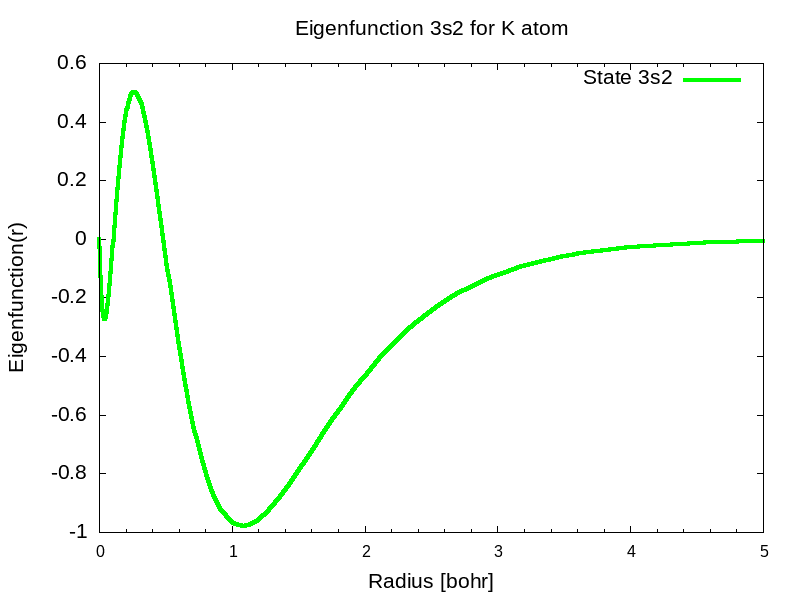 Eigenfunction 3s2 for K atom
State 3s2
0.6
0.4
0.2
0
-0.2
-0.4
-0.6
-0.8
-1
Eigenfunction(r)
0 1 2 3 4 5
Radius [bohr]